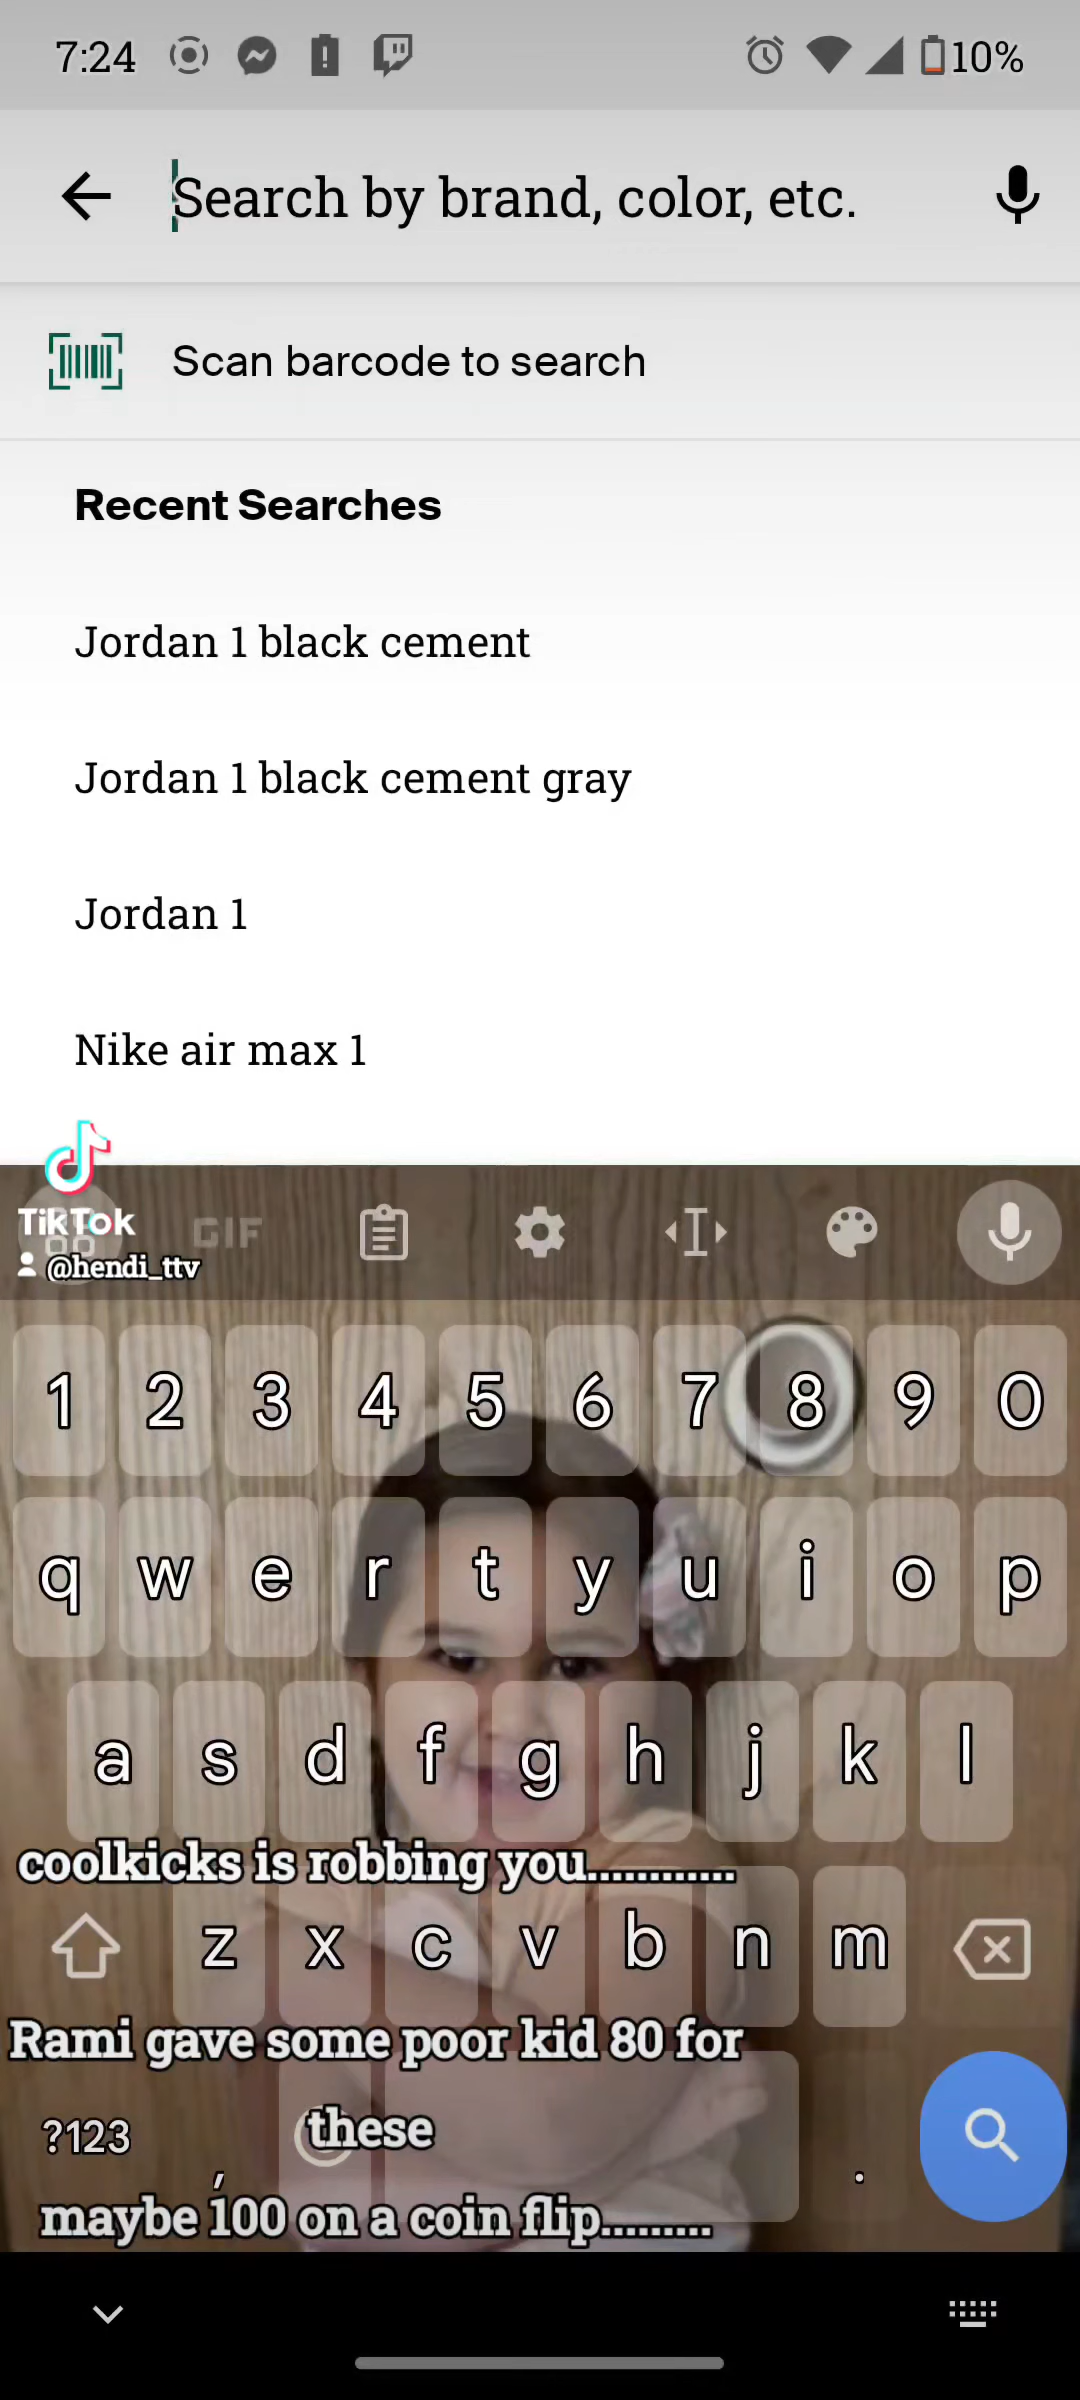 7:24
10%
Search by brand, color, etc.
Scan barcode to search
Recent Searches
Jordan 1 black cement
Jordan 1 black cement gray
Jordan 1
Nike air max 1
TikTok
GIF
@hendi_ttv
1 2 3 4 5 6 7 8 9 0
q w e r t y u i o p
a s d f g h j k l
coolkicks is robbing you............
z x c v b n m
Rami gave some poor kid 80 for
these
?123 , .
maybe 100 on a coin flip.........